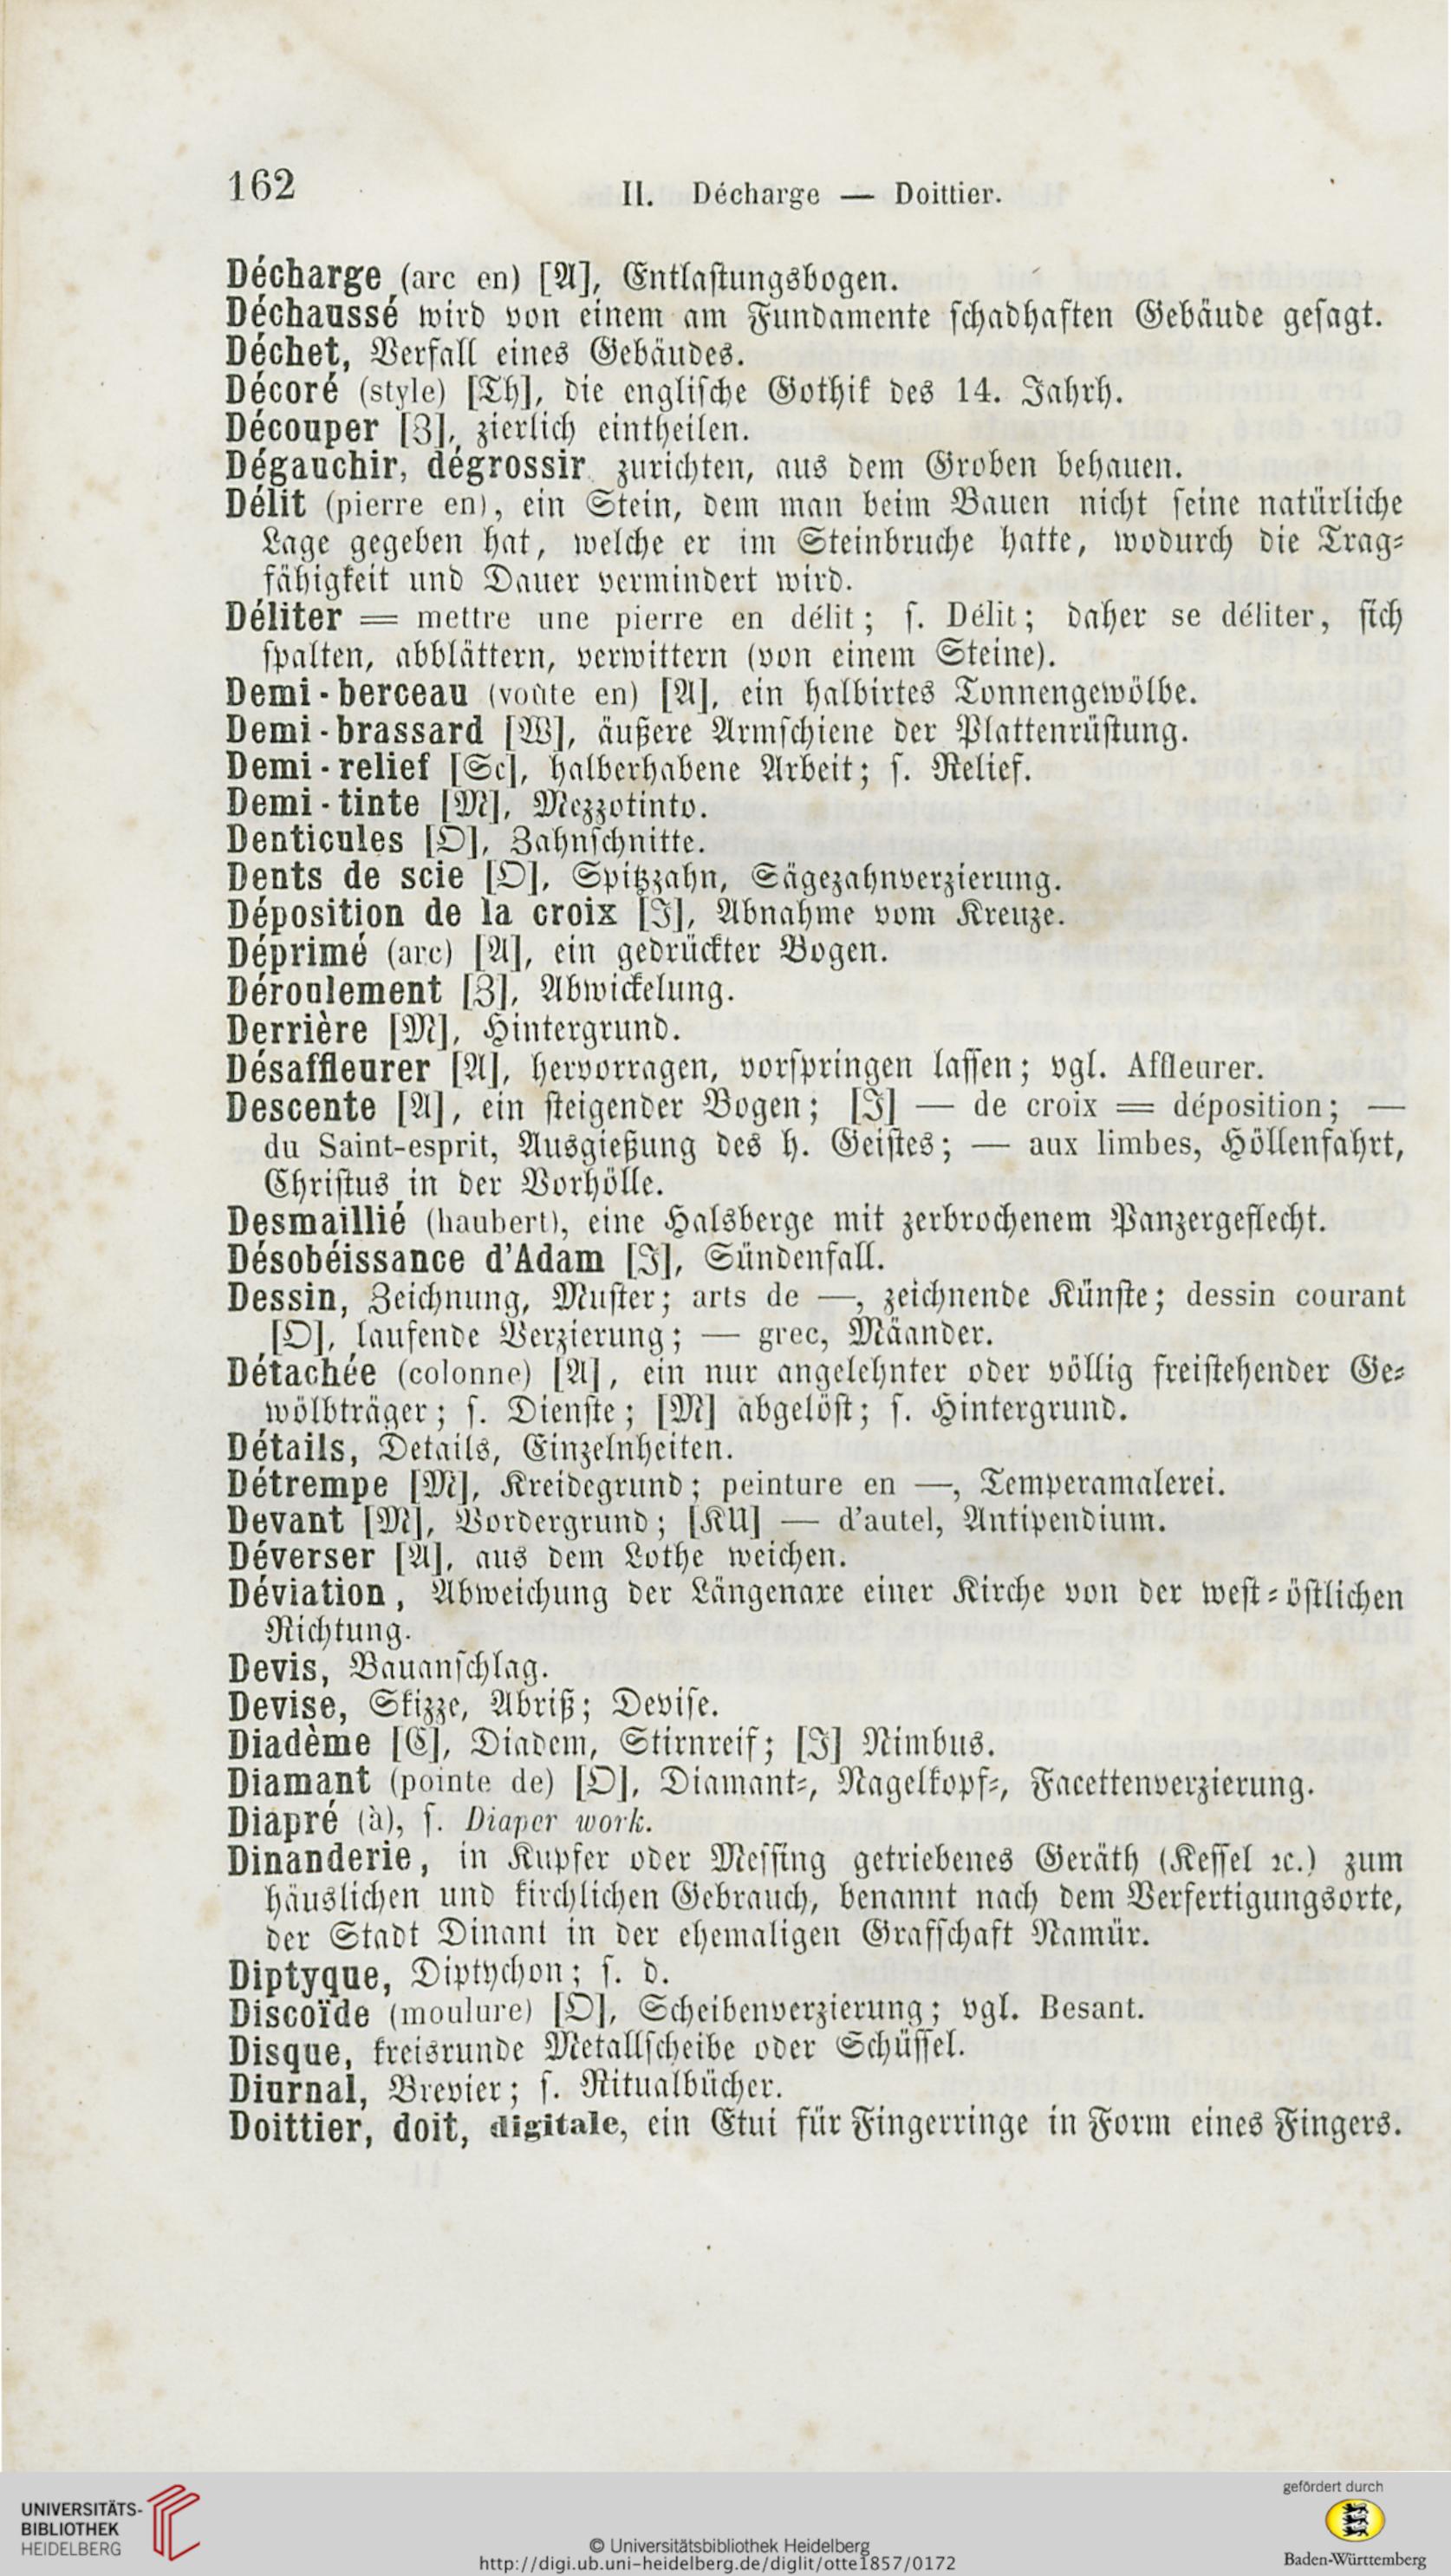 162
II. Décharge — Doittier.
Décharge (arc en) [A], Entlastungsbogen.
Déchaussé wird von einem am Fundamente schadhaften Gebäude gesagt.
Déchet, Verfall eines Gebäudes.
Décoré (style) [Th], die englische Gothik des 14. Jahrh.
Découper [Z], zierlich eintheilen.
Dégauchir, dégrossir zurichten, aus dem Groben behauen.
Délit (pierre en), ein Stein, dem man beim Bauen nicht seine natürliche
Lage gegeben hat, welche er im Steinbruche hatte, wodurch die Trag-
fähigkeit und Dauer vermindert wird.
Déliter = mettre une pierre en délit; s. Délit; daher se déliter, sich
spalten, abblättern, verwittern (von einem Steine).
Demi-berceau (voûte en) [A], ein halbirtes Tonnengewölbe.
Demi-brassard [W], äußere Armschiene der Plattenrüstung.
Demi-relief [Sc], halberhabene Arbeit; s. Relief.
Demi-tinte [M], Mezzotinto.
Denticules [O], Zahnschnitte.
Dents de scie [O], Spitzzahn, Sägezahnverzierung.
Déposition de la croix [J], Abnahme vom Kreuze.
Déprimé (arc) [A], ein gedrückter Bogen.
Déroulement [Z], Abwickelung.
Derrière [M], Hintergrund.
Désaffleurer [A], hervorragen, vorspringen lassen; vgl. Affleurer.
Descente [A], ein steigender Bogen; [J] — de croix = déposition; —
du Saint-esprit, Ausgießung des h. Geistes; — aux limbes, Höllenfahrt,
Christus in der Vorhölle.
Desmaillié (haubert), eine Halsberge mit zerbrochenem Panzergeflecht.
Désobéissance d'Adam [J], Sündenfall.
Dessin, Zeichnung, Muster; arts de —, zeichnende Künste; dessin courant
[O], laufende Verzierung; — grec, Mäander.
Détachée (colonne) [A], ein nur angelehnter oder völlig freistehender Ge-
wölbträger; s. Dienste; [M] abgelöst; s. Hintergrund.
Détails, Details, Einzelnheiten.
Détrempe [M], Kreidegrund; peinture en —, Temperamalerei.
Devant [M], Vordergrund; [KU] — d'autel, Antipendium.
Déverser [A], aus dem Lothe weichen.
Déviation, Abweichung der Längenaxe einer Kirche von der west-östlichen
Richtung.
Devis, Bauanschlag.
Devise, Skizze, Abriß; Devise.
Diadème [C], Diadem, Stirnreif; [J] Nimbus.
Diamant (pointe de) [O], Diamant-, Nagelkopf-, Facettenverzierung.
Diapré (à), s. Diaper work.
Dinanderie, in Kupfer oder Messing getriebenes Geräth (Kessel ꝛc.) zum
häuslichen und kirchlichen Gebrauch, benannt nach dem Verfertigungsorte,
der Stadt Dinant in der ehemaligen Grafschaft Namür.
Diptyque, Diptychon; s. d.
Discoïde (moulure) [O], Scheibenverzierung; vgl. Besant.
Disque, kreisrunde Metallscheibe oder Schüssel.
Diurnal, Brevier; s. Ritualbücher.
Doittier, doit, digitale, ein Etui für Fingerringe in Form eines Fingers.
UNIVERSITÄTS-
BIBLIOTHEK
HEIDELBERG
© Universitätsbibliothek Heidelberg
http://digi.ub.uni-heidelberg.de/diglit/otte1857/0172
gefördert durch
Baden-Württemberg